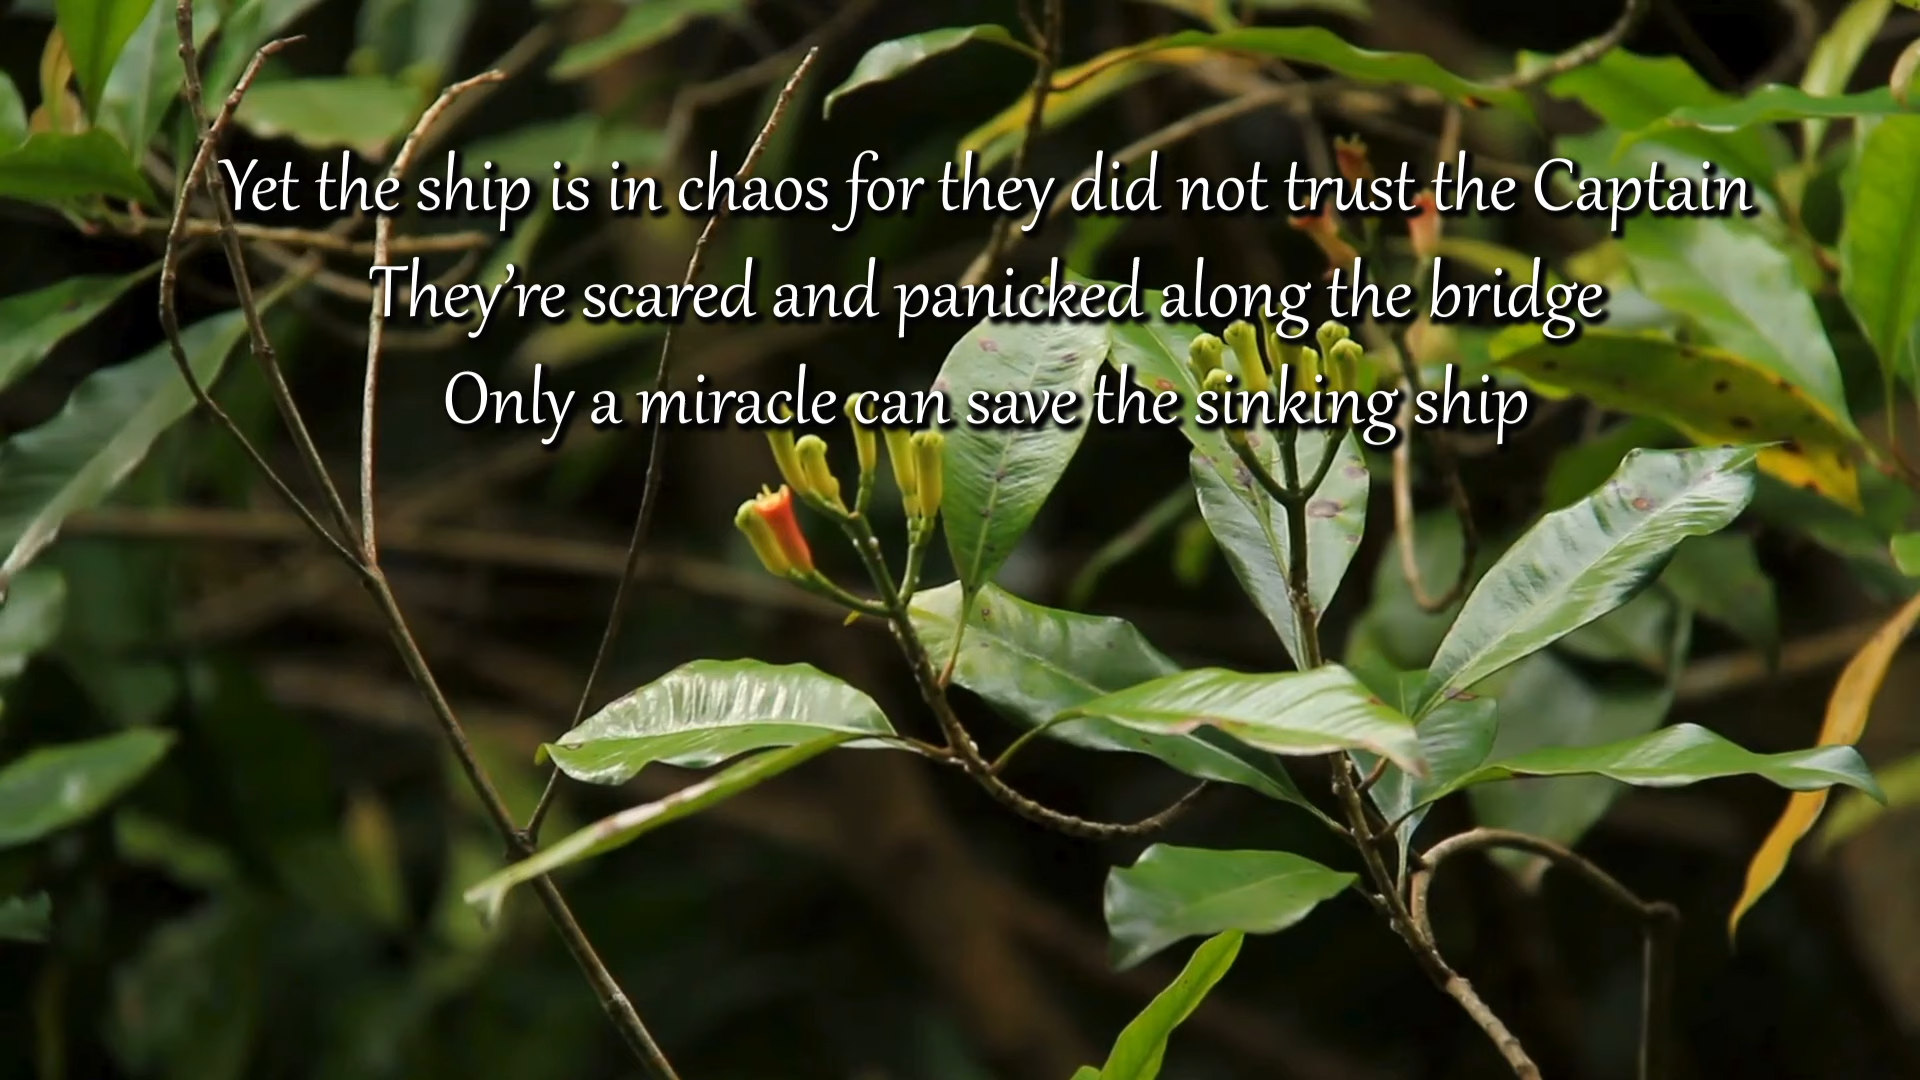 Yet the ship is in chaos for they did not trust the Captain
They’re scared and panicked along the bridge
Only a miracle can save the sinking ship